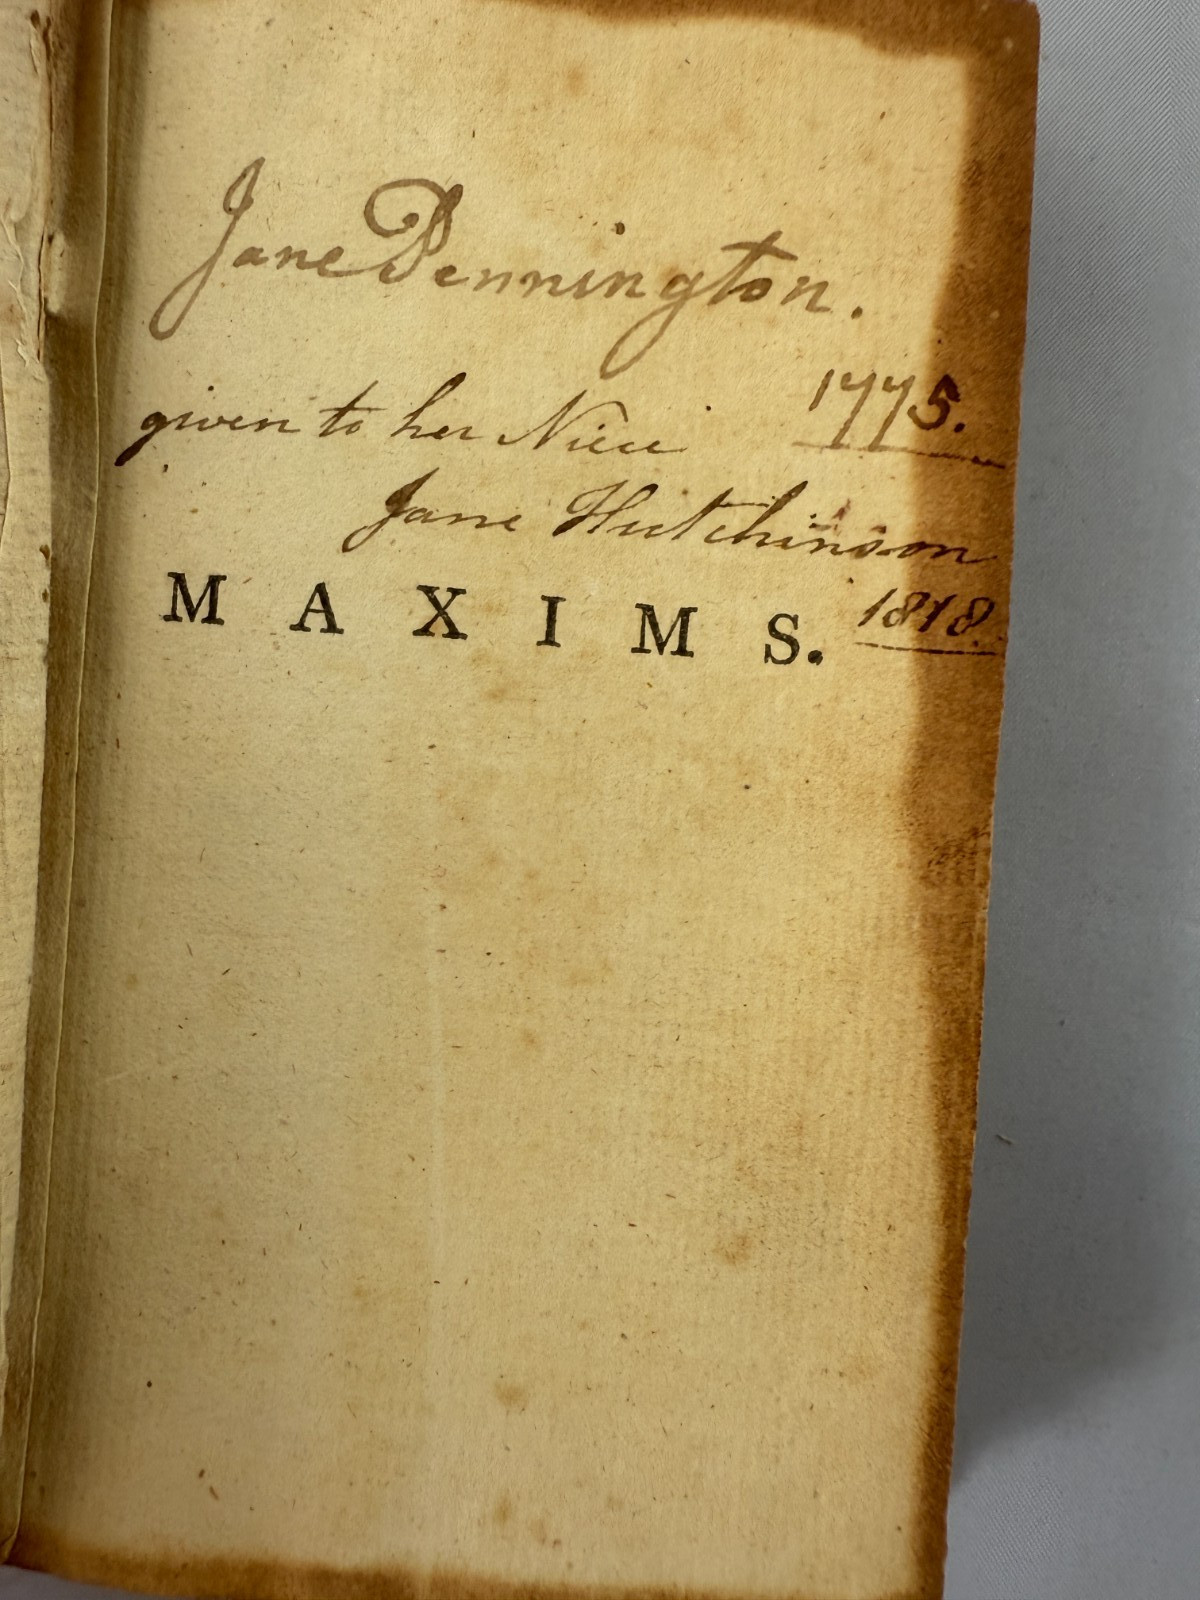 Jane Pennington.
1775.
given to her Niece
Jane Hutchinson
1818.
MAXIMS.